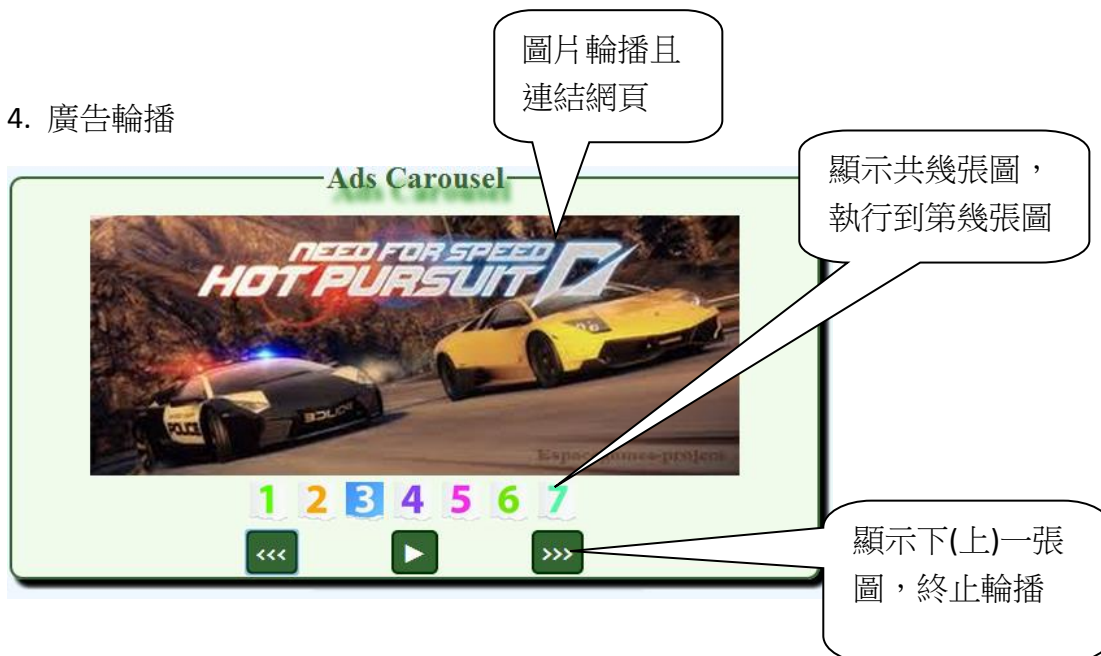 圖片輪播且
連結網頁
4. 廣告輪播
顯示共幾張圖，
執行到第幾張圖
Ads Carousel
NEED FOR SPEED
HOT PURSUIT
POLICE
1 2 3 4 5 6 7
<<< ▶ >>>
顯示下(上)一張
圖，終止輪播